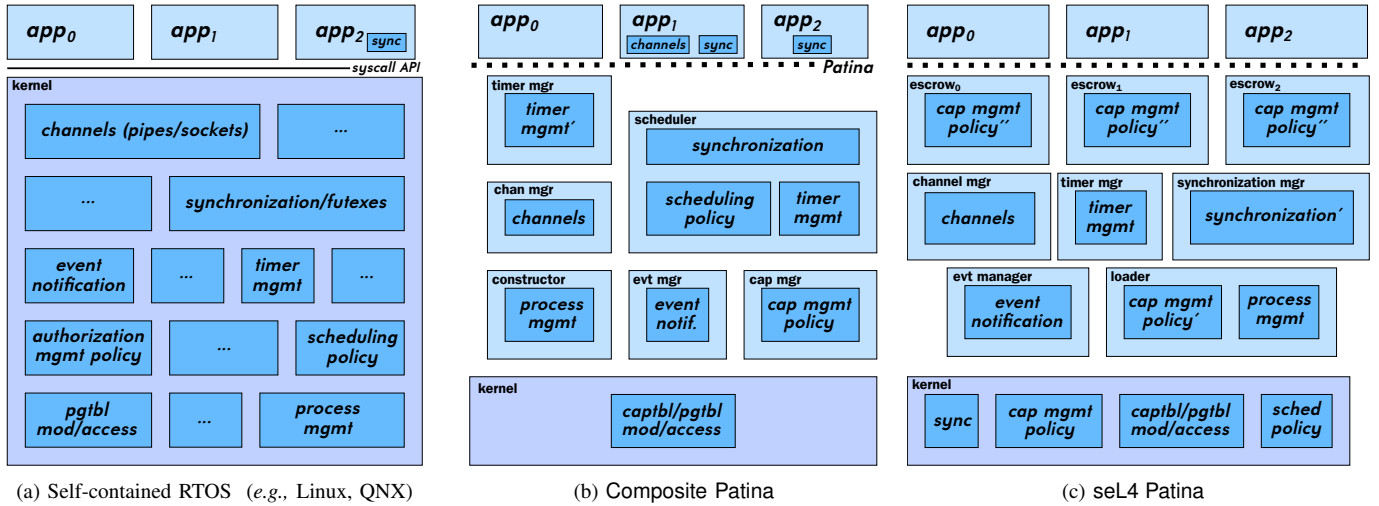 app0
app1
app2
sync
syscall API
kernel
channels (pipes/sockets)
...
...
synchronization/futexes
event
notification
...
timer
mgmt
...
authorization
mgmt policy
...
scheduling
policy
pgtbl
mod/access
...
process
mgmt
(a) Self-contained RTOS (e.g., Linux, QNX)
app0
app1
channels
sync
app2
sync
Patina
timer mgr
timer
mgmt′
scheduler
synchronization
scheduling
policy
timer
mgmt
chan mgr
channels
constructor
process
mgmt
evt mgr
event
notif.
cap mgr
cap mgmt
policy
kernel
captbl/pgtbl
mod/access
(b) Composite Patina
app0
app1
app2
escrow0
cap mgmt
policy′′
escrow1
cap mgmt
policy′′
escrow2
cap mgmt
policy′′
channel mgr
channels
timer mgr
timer
mgmt
synchronization mgr
synchronization′
evt manager
event
notification
loader
cap mgmt
policy′
process
mgmt
kernel
sync
cap mgmt
policy
captbl/pgtbl
mod/access
sched
policy
(c) seL4 Patina